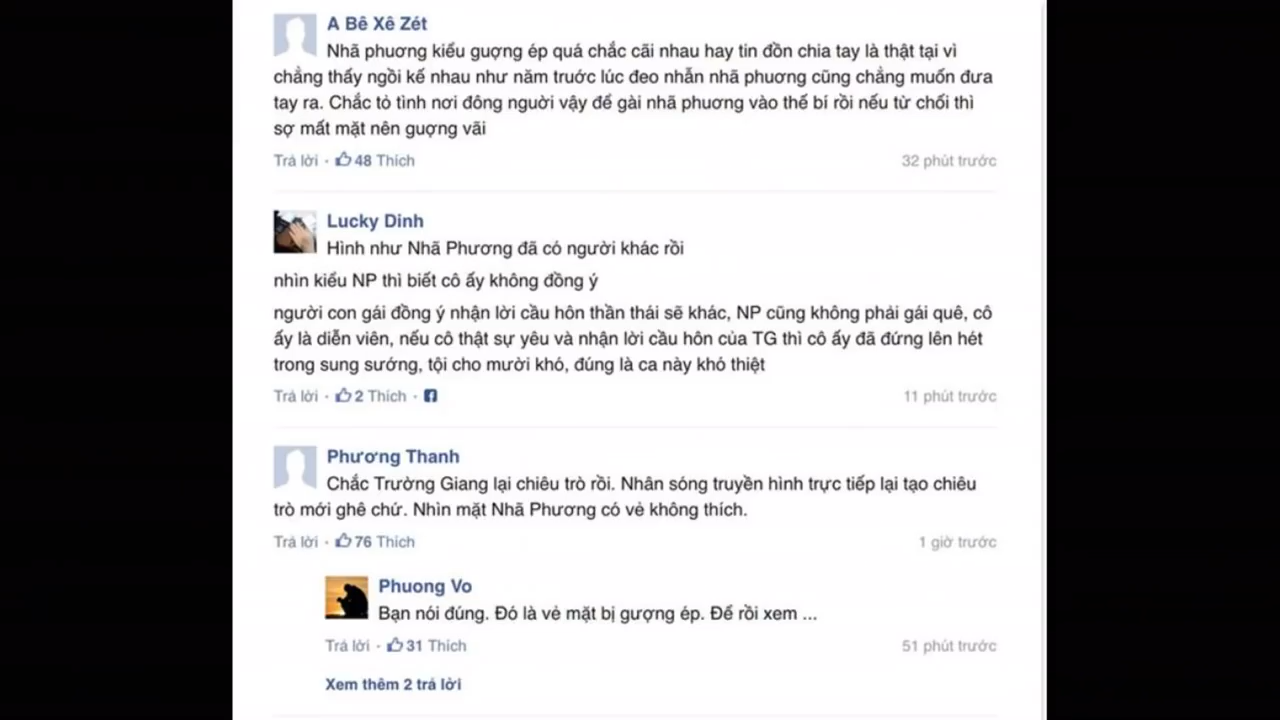 A Bê Xê Zét
Nhã phương kiểu guợng ép quá chắc cãi nhau hay tin đồn chia tay là thật tại vì
chẳng thấy ngồi kế nhau như năm truớc lúc đeo nhẫn nhã phuơng cũng chẳng muốn đưa
tay ra. Chắc tỏ tình nơi đông nguời vậy để gài nhã phuơng vào thế bí rồi nếu từ chối thì
sợ mất mặt nên guợng vãi
Trả lời · 48 Thích 32 phút trước
Lucky Dinh
Hình như Nhã Phương đã có người khác rồi
nhìn kiểu NP thì biết cô ấy không đồng ý
người con gái đồng ý nhận lời cầu hôn thần thái sẽ khác, NP cũng không phải gái quê, cô
ấy là diễn viên, nếu cô thật sự yêu và nhận lời cầu hôn của TG thì cô ấy đã đứng lên hét
trong sung sướng, tội cho mười khó, đúng là ca này khó thiệt
Trả lời · 2 Thích · 11 phút trước
Phương Thanh
Chắc Trường Giang lại chiêu trò rồi. Nhân sóng truyền hình trực tiếp lại tạo chiêu
trò mới ghê chứ. Nhìn mặt Nhã Phương có vẻ không thích.
Trả lời · 76 Thích 1 giờ trước
Phuong Vo
Bạn nói đúng. Đó là vẻ mặt bị gượng ép. Để rồi xem ...
Trả lời · 31 Thích 51 phút trước
Xem thêm 2 trả lời